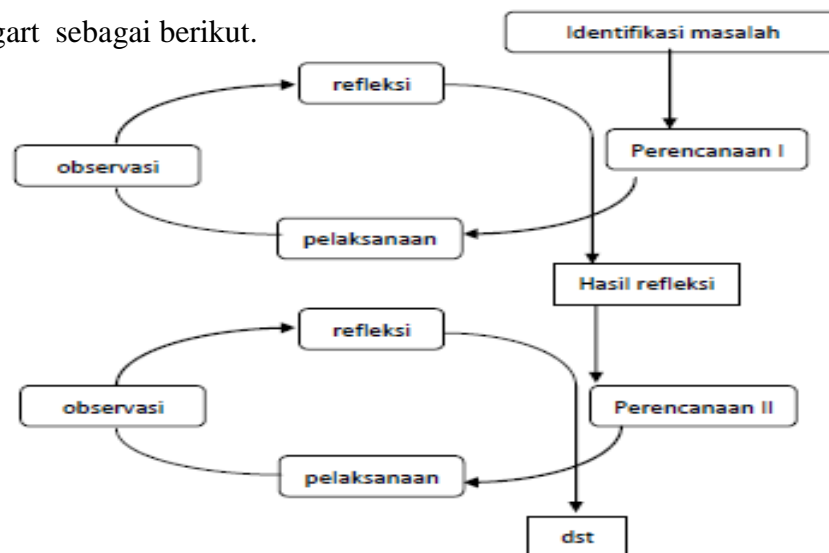 gart sebagai berikut.
Identifikasi masalah
refleksi
Perencanaan I
observasi
pelaksanaan
Hasil refleksi
refleksi
observasi
Perencanaan II
pelaksanaan
dst